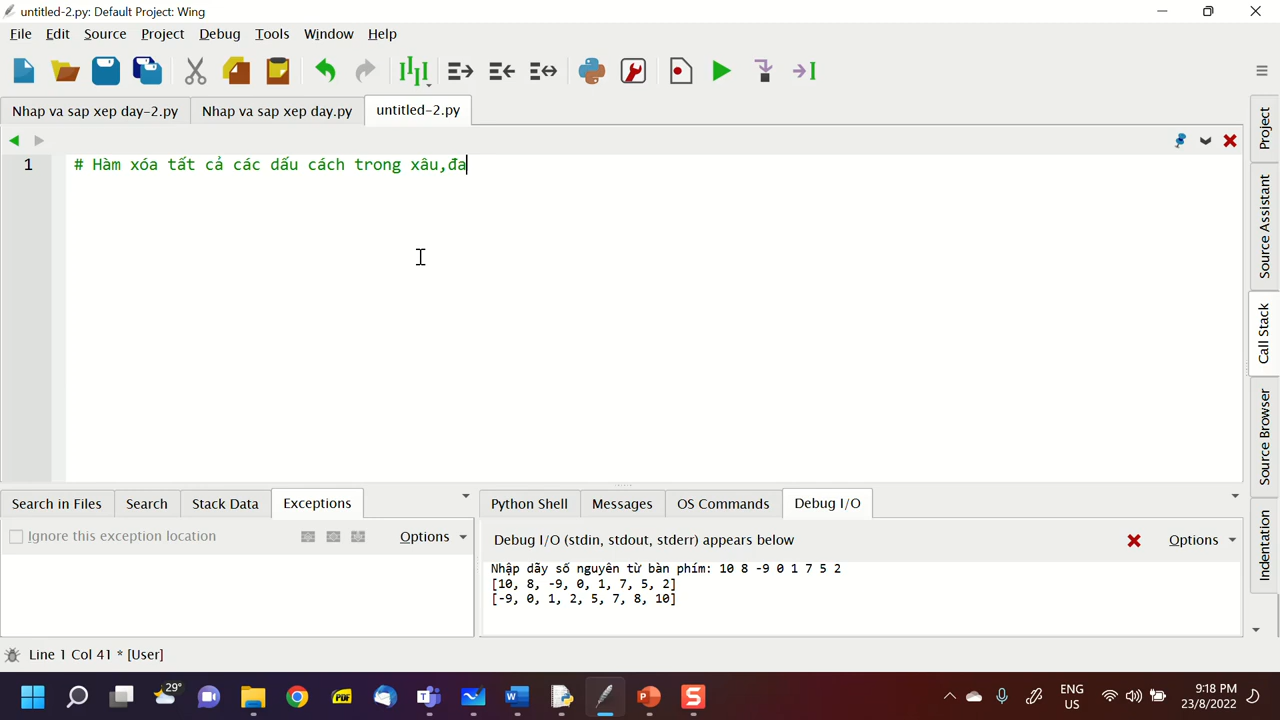 untitled-2.py: Default Project: Wing
File Edit Source Project Debug Tools Window Help
Nhap va sap xep day-2.py Nhap va sap xep day.py untitled-2.py
1 # Hàm xóa tất cả các dấu cách trong xâu,đa
Project
Source Assistant
Call Stack
Source Browser
Indentation
Search in Files Search Stack Data Exceptions
Ignore this exception location Options
Python Shell Messages OS Commands Debug I/O
Debug I/O (stdin, stdout, stderr) appears below Options
Nhập dãy số nguyên từ bàn phím: 10 8 -9 0 1 7 5 2
[10, 8, -9, 0, 1, 7, 5, 2]
[-9, 0, 1, 2, 5, 7, 8, 10]
Line 1 Col 41 * [User]
29°
PDF
ENG
US
9:18 PM
23/8/2022